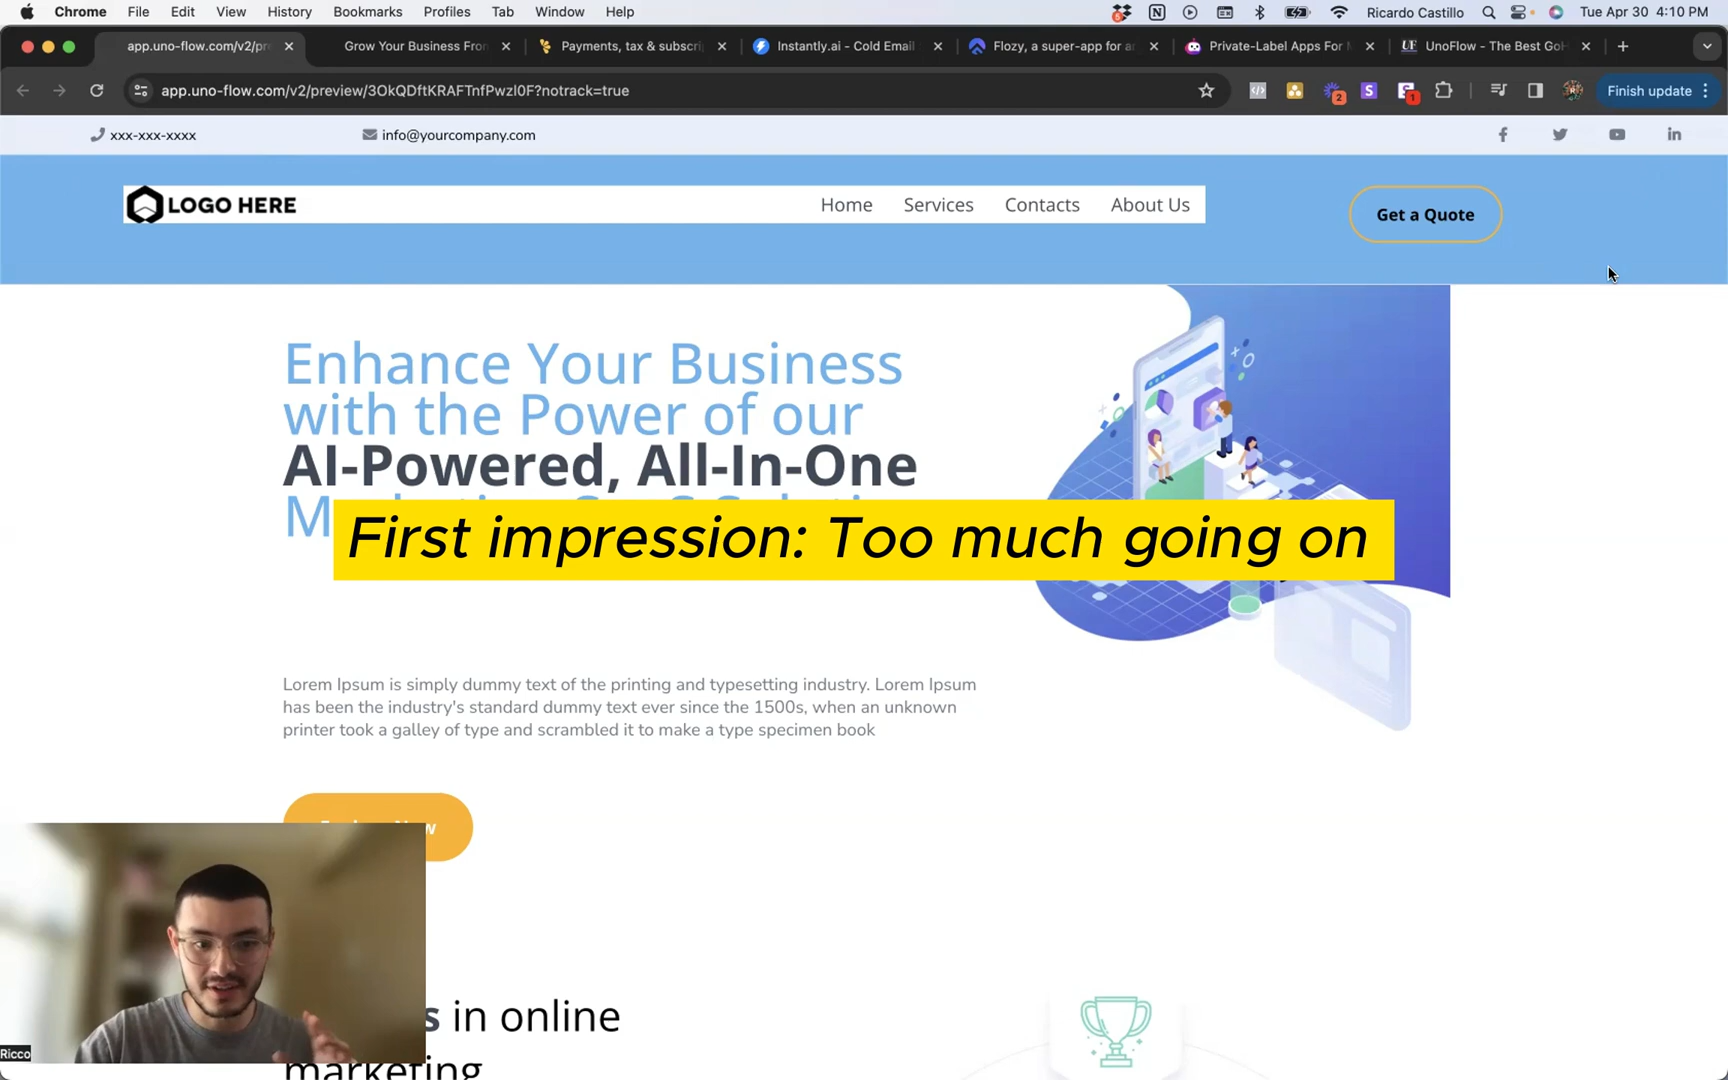 Chrome File Edit View History Bookmarks Profiles Tab Window Help Ricardo Castillo Tue Apr 30 4:10 PM
app.uno-flow.com/v2/pr Grow Your Business Fro Payments, tax & subscri Instantly.ai - Cold Email Flozy, a super-app for a Private-Label Apps For UnoFlow - The Best Go
app.uno-flow.com/v2/preview/3OkQDftKRAFTnfPwzI0F?notrack=true 2 1 Finish update
xxx-xxx-xxxx info@yourcompany.com
LOGO HERE Home Services Contacts About Us Get a Quote
Enhance Your Business
with the Power of our
AI-Powered, All-In-One
First impression: Too much going on
Lorem Ipsum is simply dummy text of the printing and typesetting industry. Lorem Ipsum
has been the industry's standard dummy text ever since the 1500s, when an unknown
printer took a galley of type and scrambled it to make a type specimen book
in online
marketing
Ricco